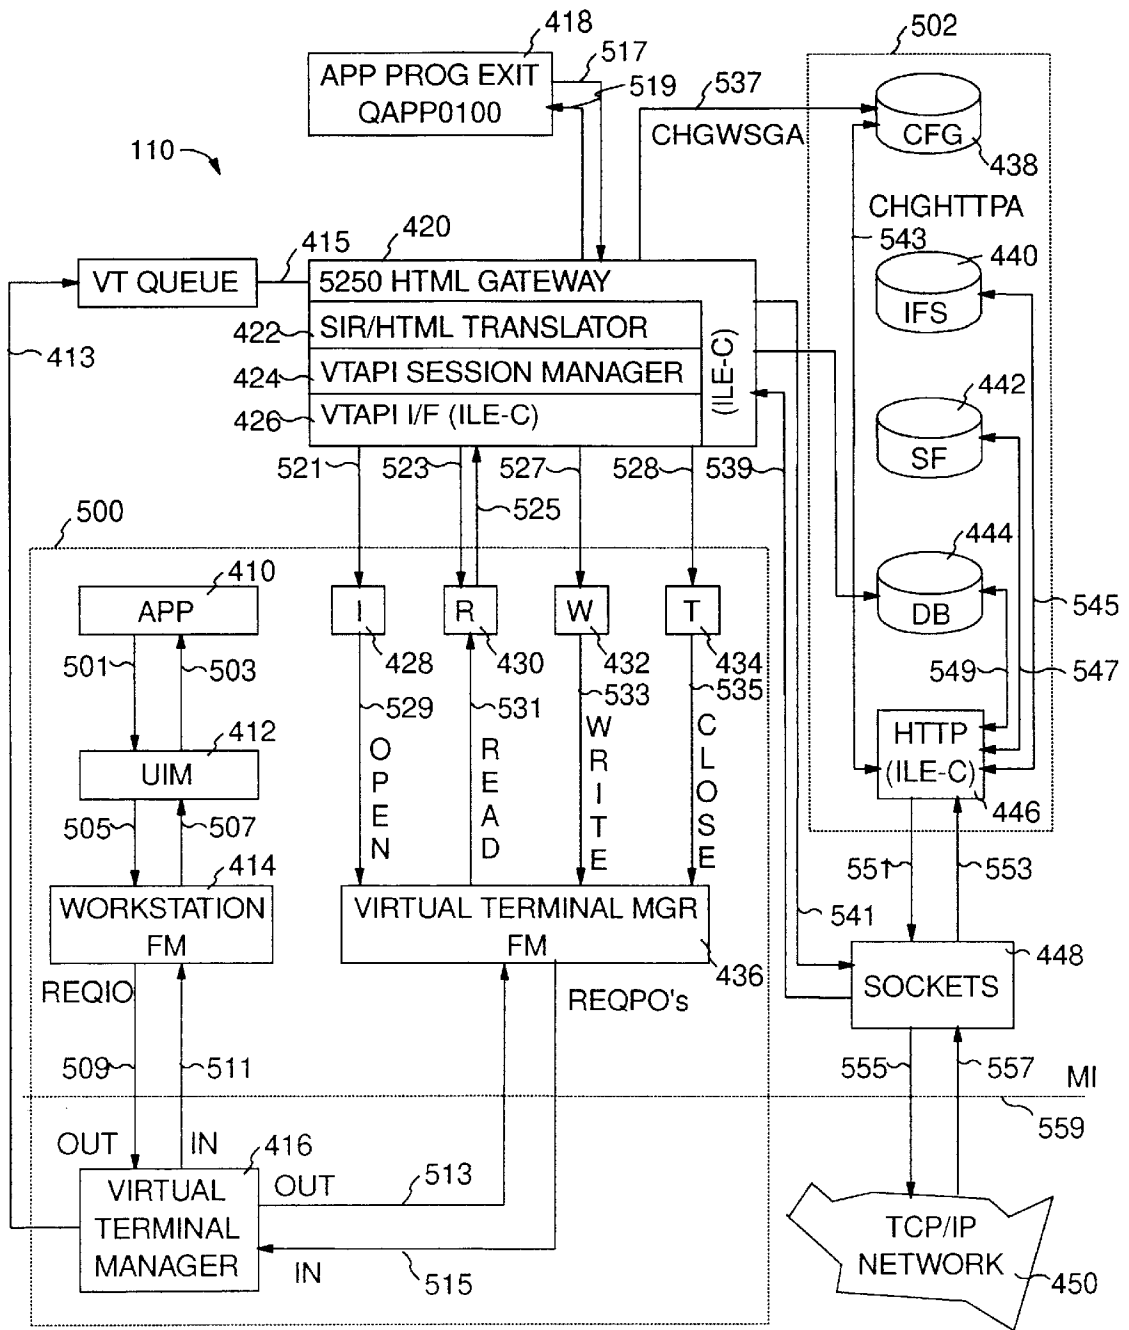 418
502
APP PROG EXIT
QAPP0100
517
519
537
CHGWSGA
CFG
438
110
CHGHTTPA
543
415
420
VT QUEUE
5250 HTML GATEWAY
440
IFS
413
422
SIR/HTML TRANSLATOR
424
VTAPI SESSION MANAGER
426
VTAPI I/F (ILE-C)
(ILE-C)
442
SF
521
523
527
528
539
525
500
444
DB
410
APP
I
R
W
T
545
428
430
432
434
501
503
549
547
529
531
533
535
412
UIM
OPEN
READ
WRITE
CLOSE
HTTP
(ILE-C)
446
505
507
414
551
553
WORKSTATION
FM
VIRTUAL TERMINAL MGR
FM
436
541
448
SOCKETS
REQIO
REQPO's
509
511
555
557
MI
559
OUT
IN
416
VIRTUAL
TERMINAL
MANAGER
OUT
513
IN
515
TCP/IP
NETWORK
450